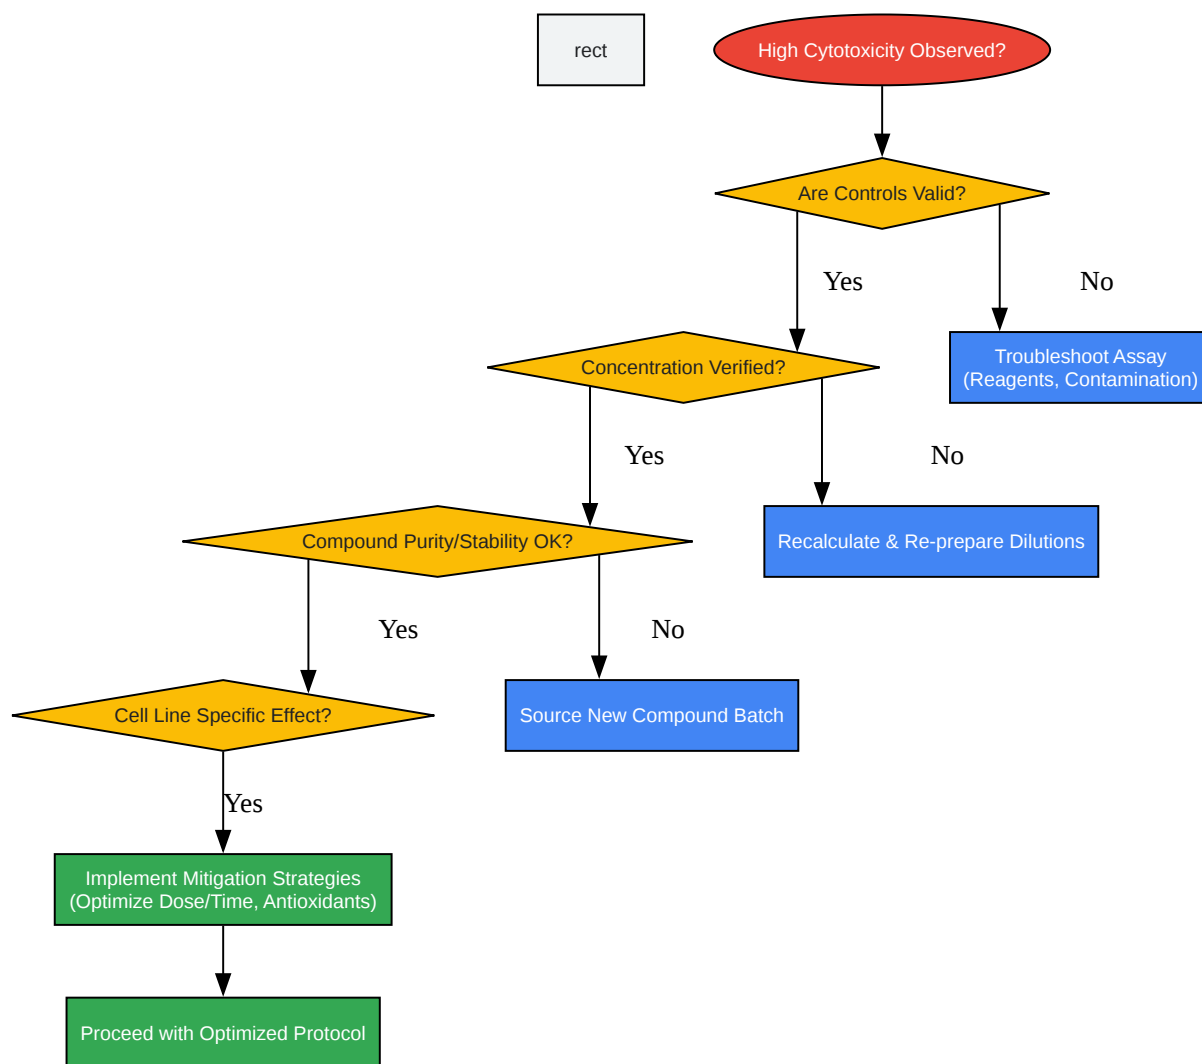 rect
High Cytotoxicity Observed?
Are Controls Valid?
Yes
No
Concentration Verified?
Troubleshoot Assay
(Reagents, Contamination)
Yes
No
Compound Purity/Stability OK?
Recalculate & Re-prepare Dilutions
Yes
No
Cell Line Specific Effect?
Source New Compound Batch
Yes
Implement Mitigation Strategies
(Optimize Dose/Time, Antioxidants)
Proceed with Optimized Protocol